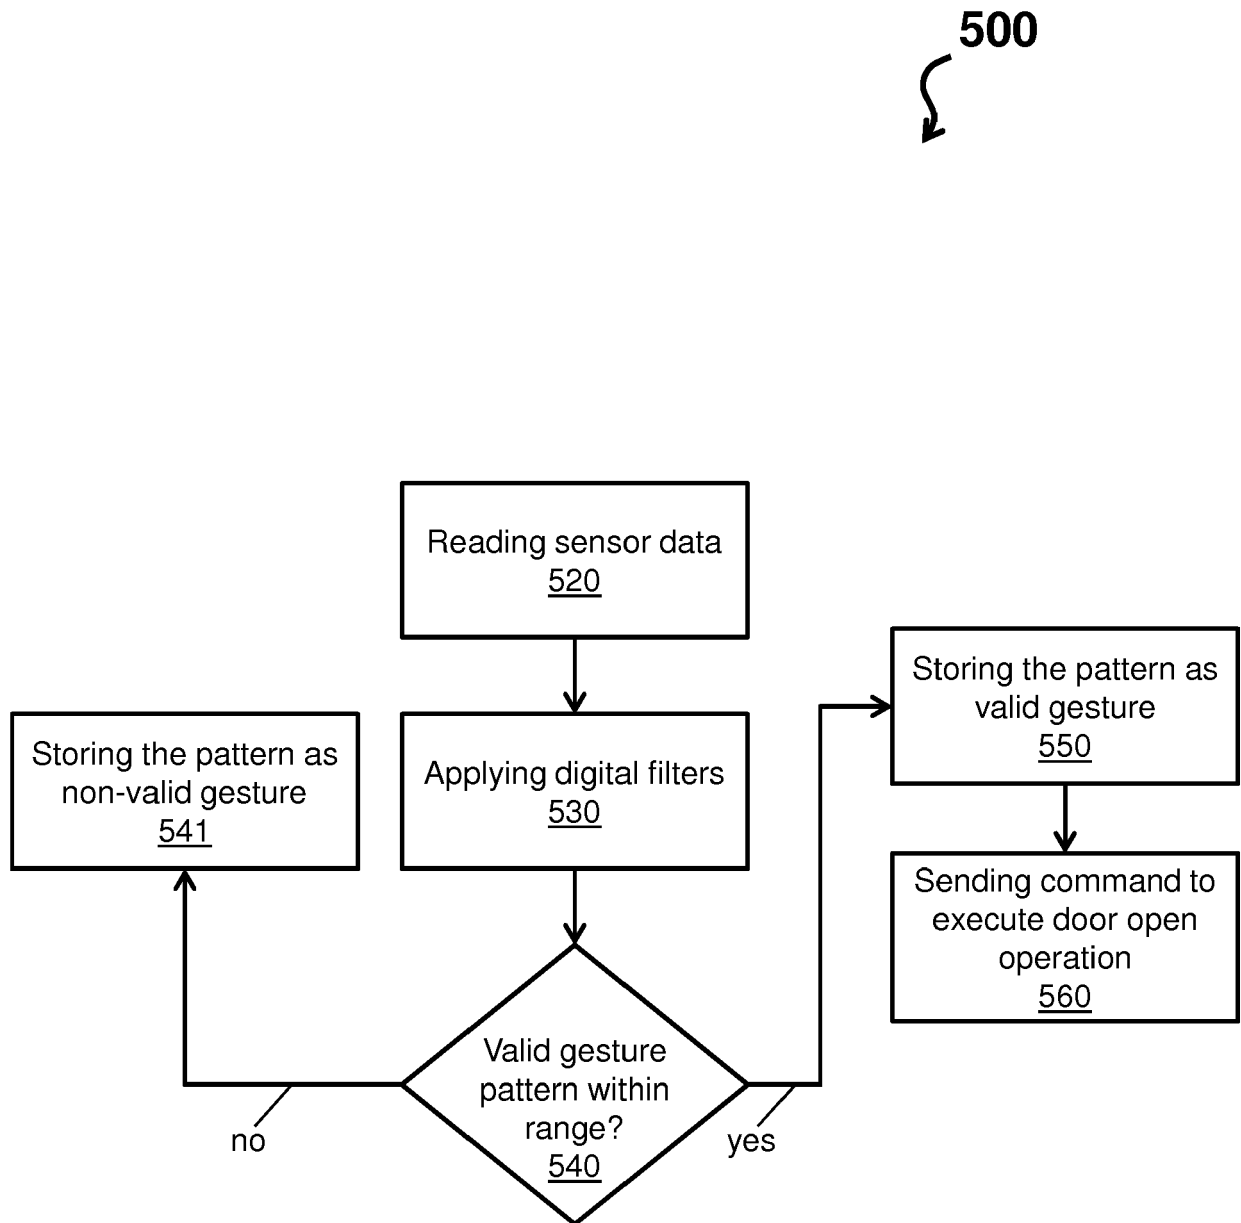 500
Reading sensor data
520
Applying digital filters
530
Valid gesture
pattern within
range?
540
no
yes
Storing the pattern as
non-valid gesture
541
Storing the pattern as
valid gesture
550
Sending command to
execute door open
operation
560